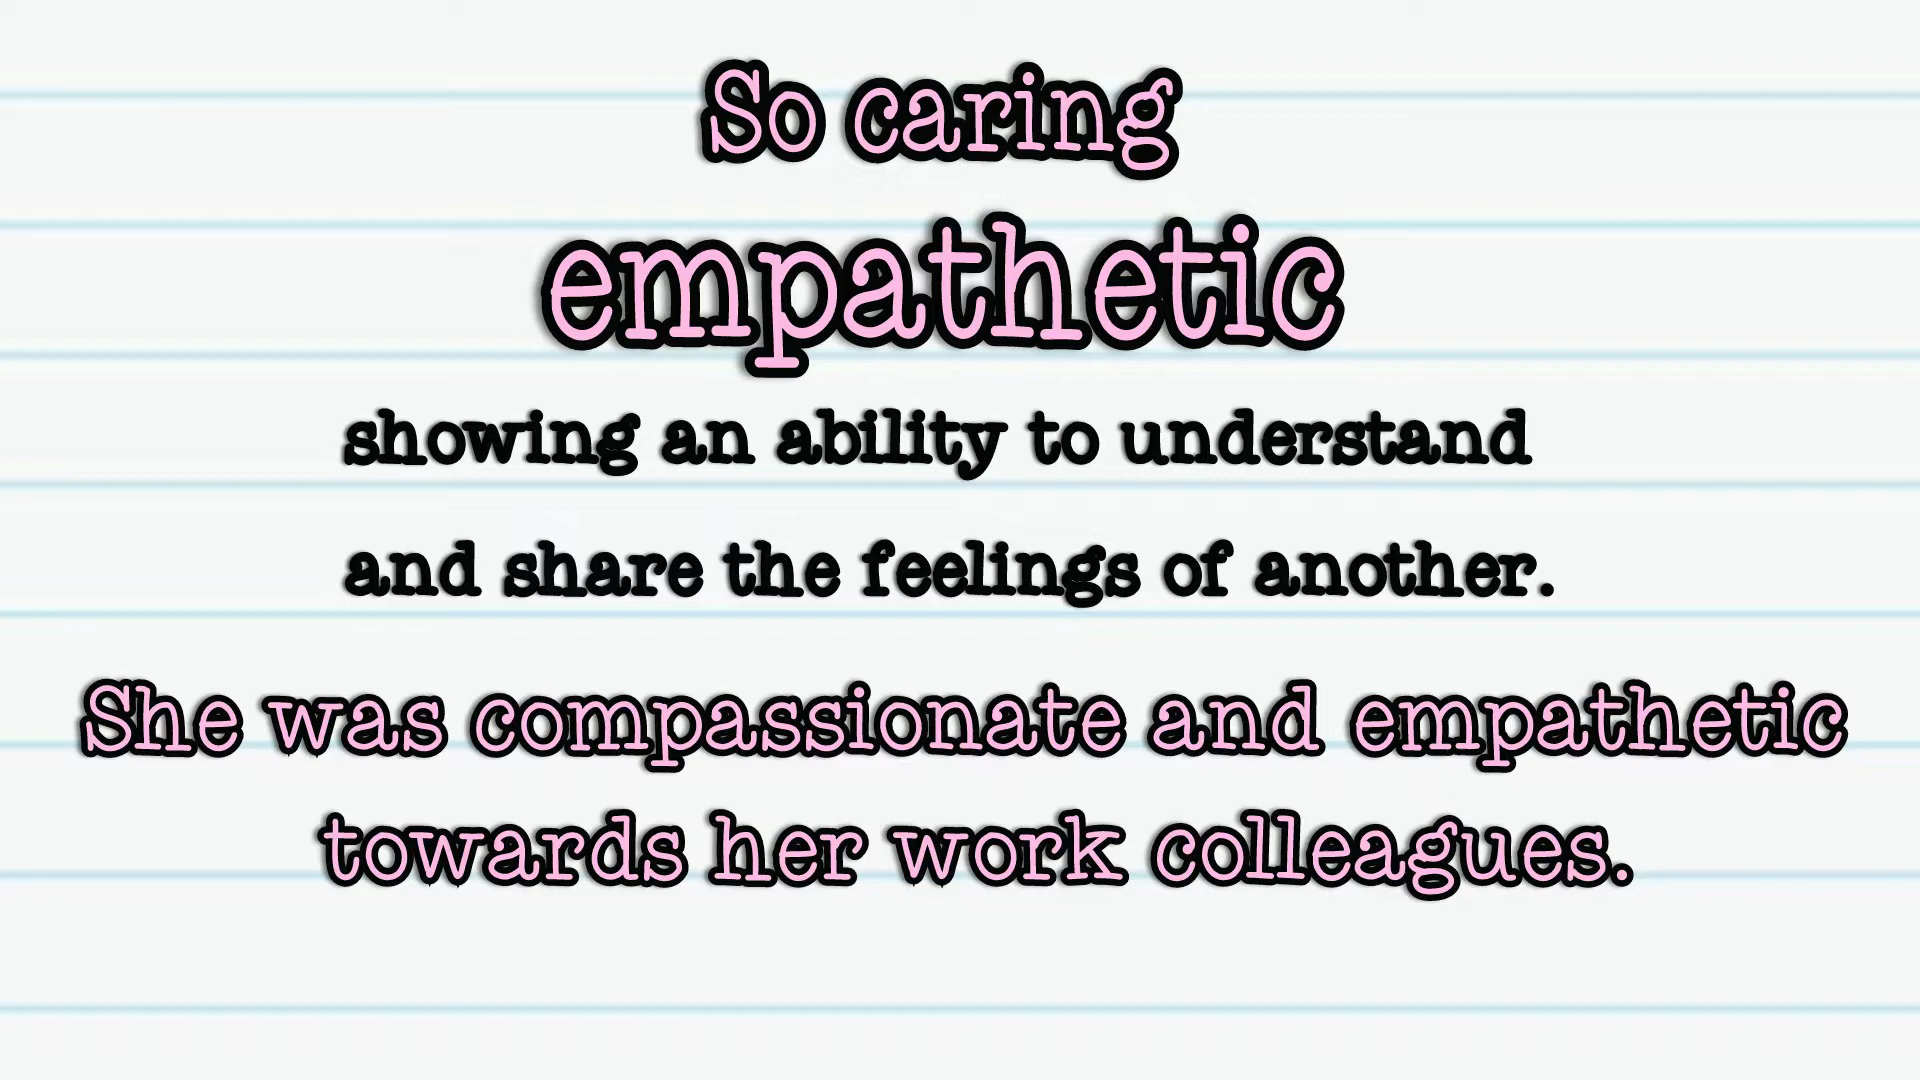 So caring
empathetic
showing an ability to understand
and share the feelings of another.
She was compassionate and empathetic
towards her work colleagues.